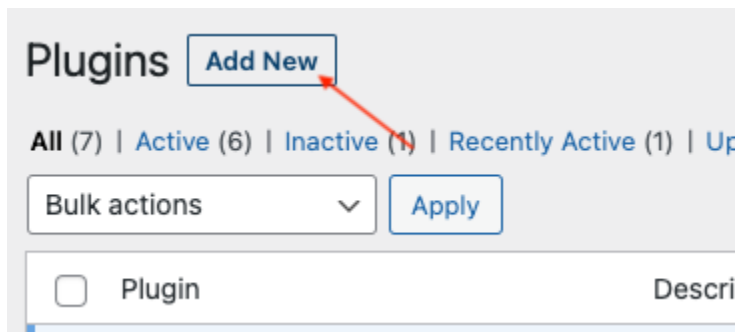 Plugins Add New
All (7) | Active (6) | Inactive (1) | Recently Active (1) | Up
Bulk actions Apply
Plugin Descri